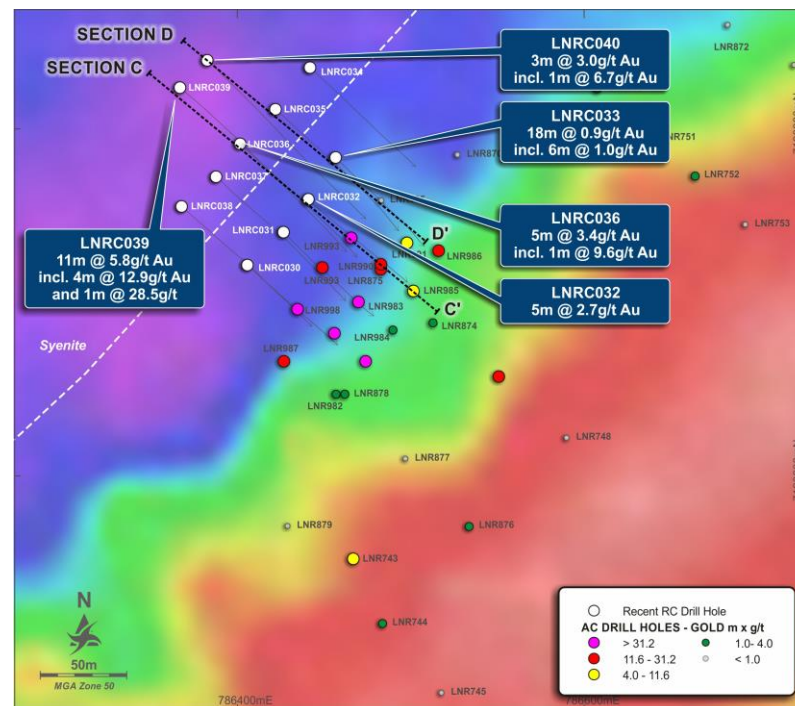 SECTION D
SECTION C
LNRC040
3m @ 3.0g/t Au
incl. 1m @ 6.7g/t Au
LNR872
LNRC034
LNRC039
LNRC035
LNRC033
18m @ 0.9g/t Au
incl. 6m @ 1.0g/t Au
LNRC036
LNR752
LNRC037
LNRC032
LNRC038
LNRC036
5m @ 3.4g/t Au
incl. 1m @ 9.6g/t Au
LNR753
LNRC031
LNR993
D'
LNR986
LNRC039
11m @ 5.8g/t Au
incl. 4m @ 12.9g/t Au
and 1m @ 28.5g/t
LNRC030
LNR875
LNR985
LNRC032
5m @ 2.7g/t Au
LNR998
LNR983
C'
LNR874
LNR984
Syenite
LNR987
LNR982
LNR878
LNR748
LNR877
LNR879
LNR876
LNR743
LNR744
LNR745
N
50m
MGA Zone 50
786400mE
Recent RC Drill Hole
AC DRILL HOLES - GOLD m x g/t
> 31.2
1.0- 4.0
11.6 - 31.2
< 1.0
4.0 - 11.6